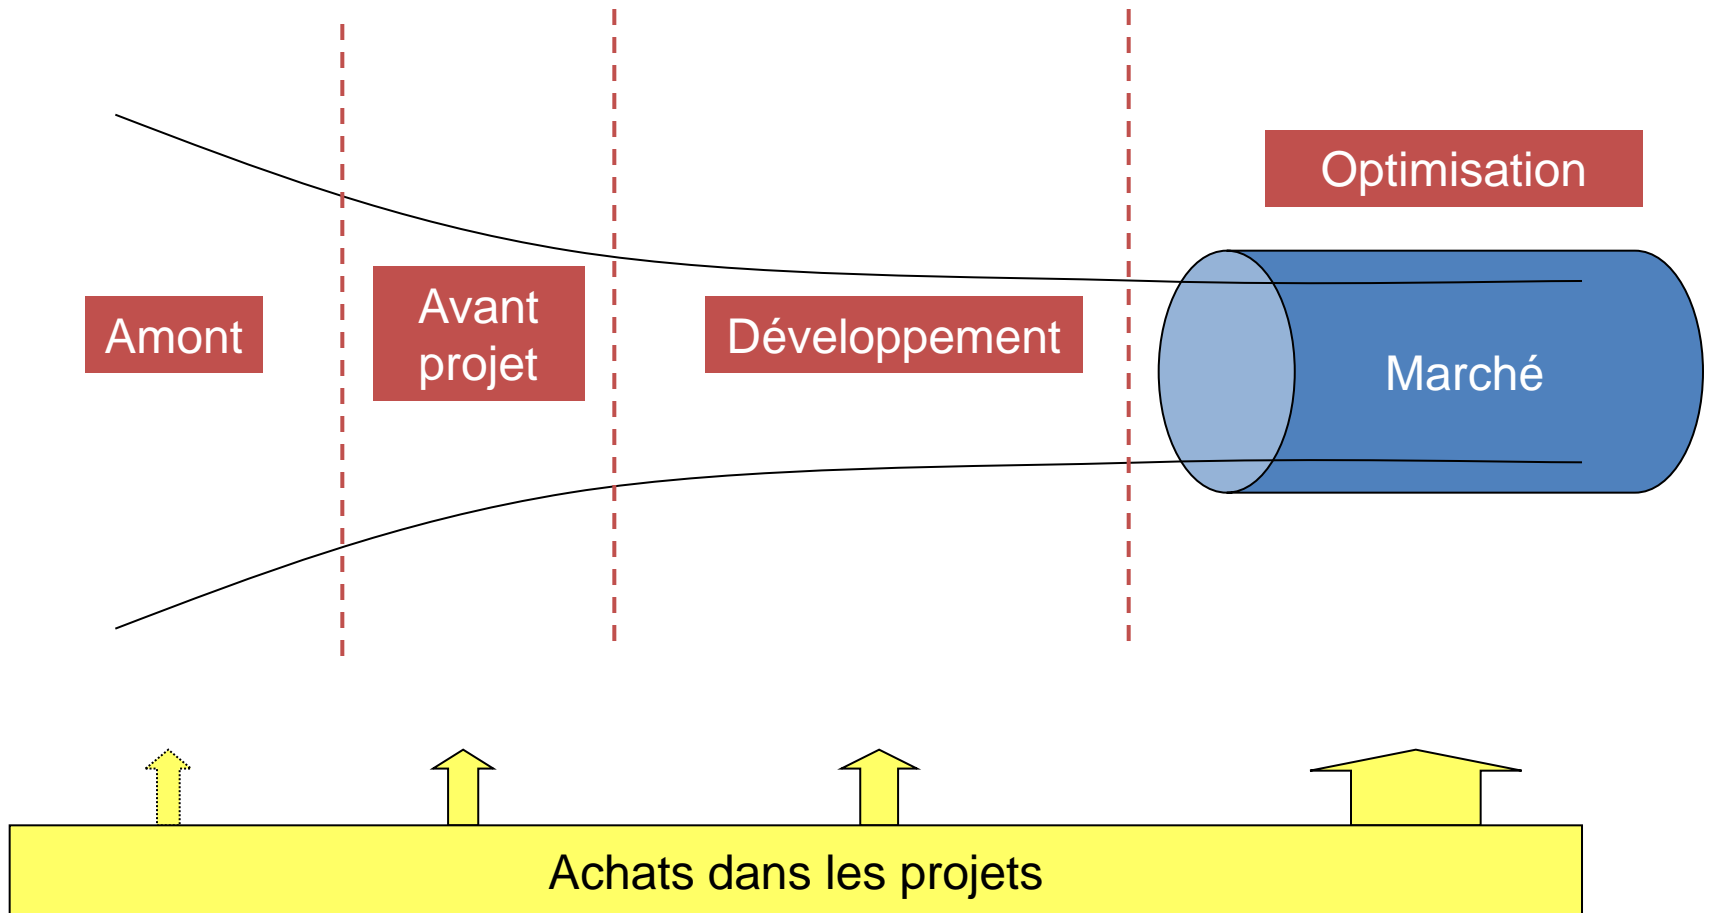 Optimisation
Amont
Avant
projet
Développement
Marché
Achats dans les projets